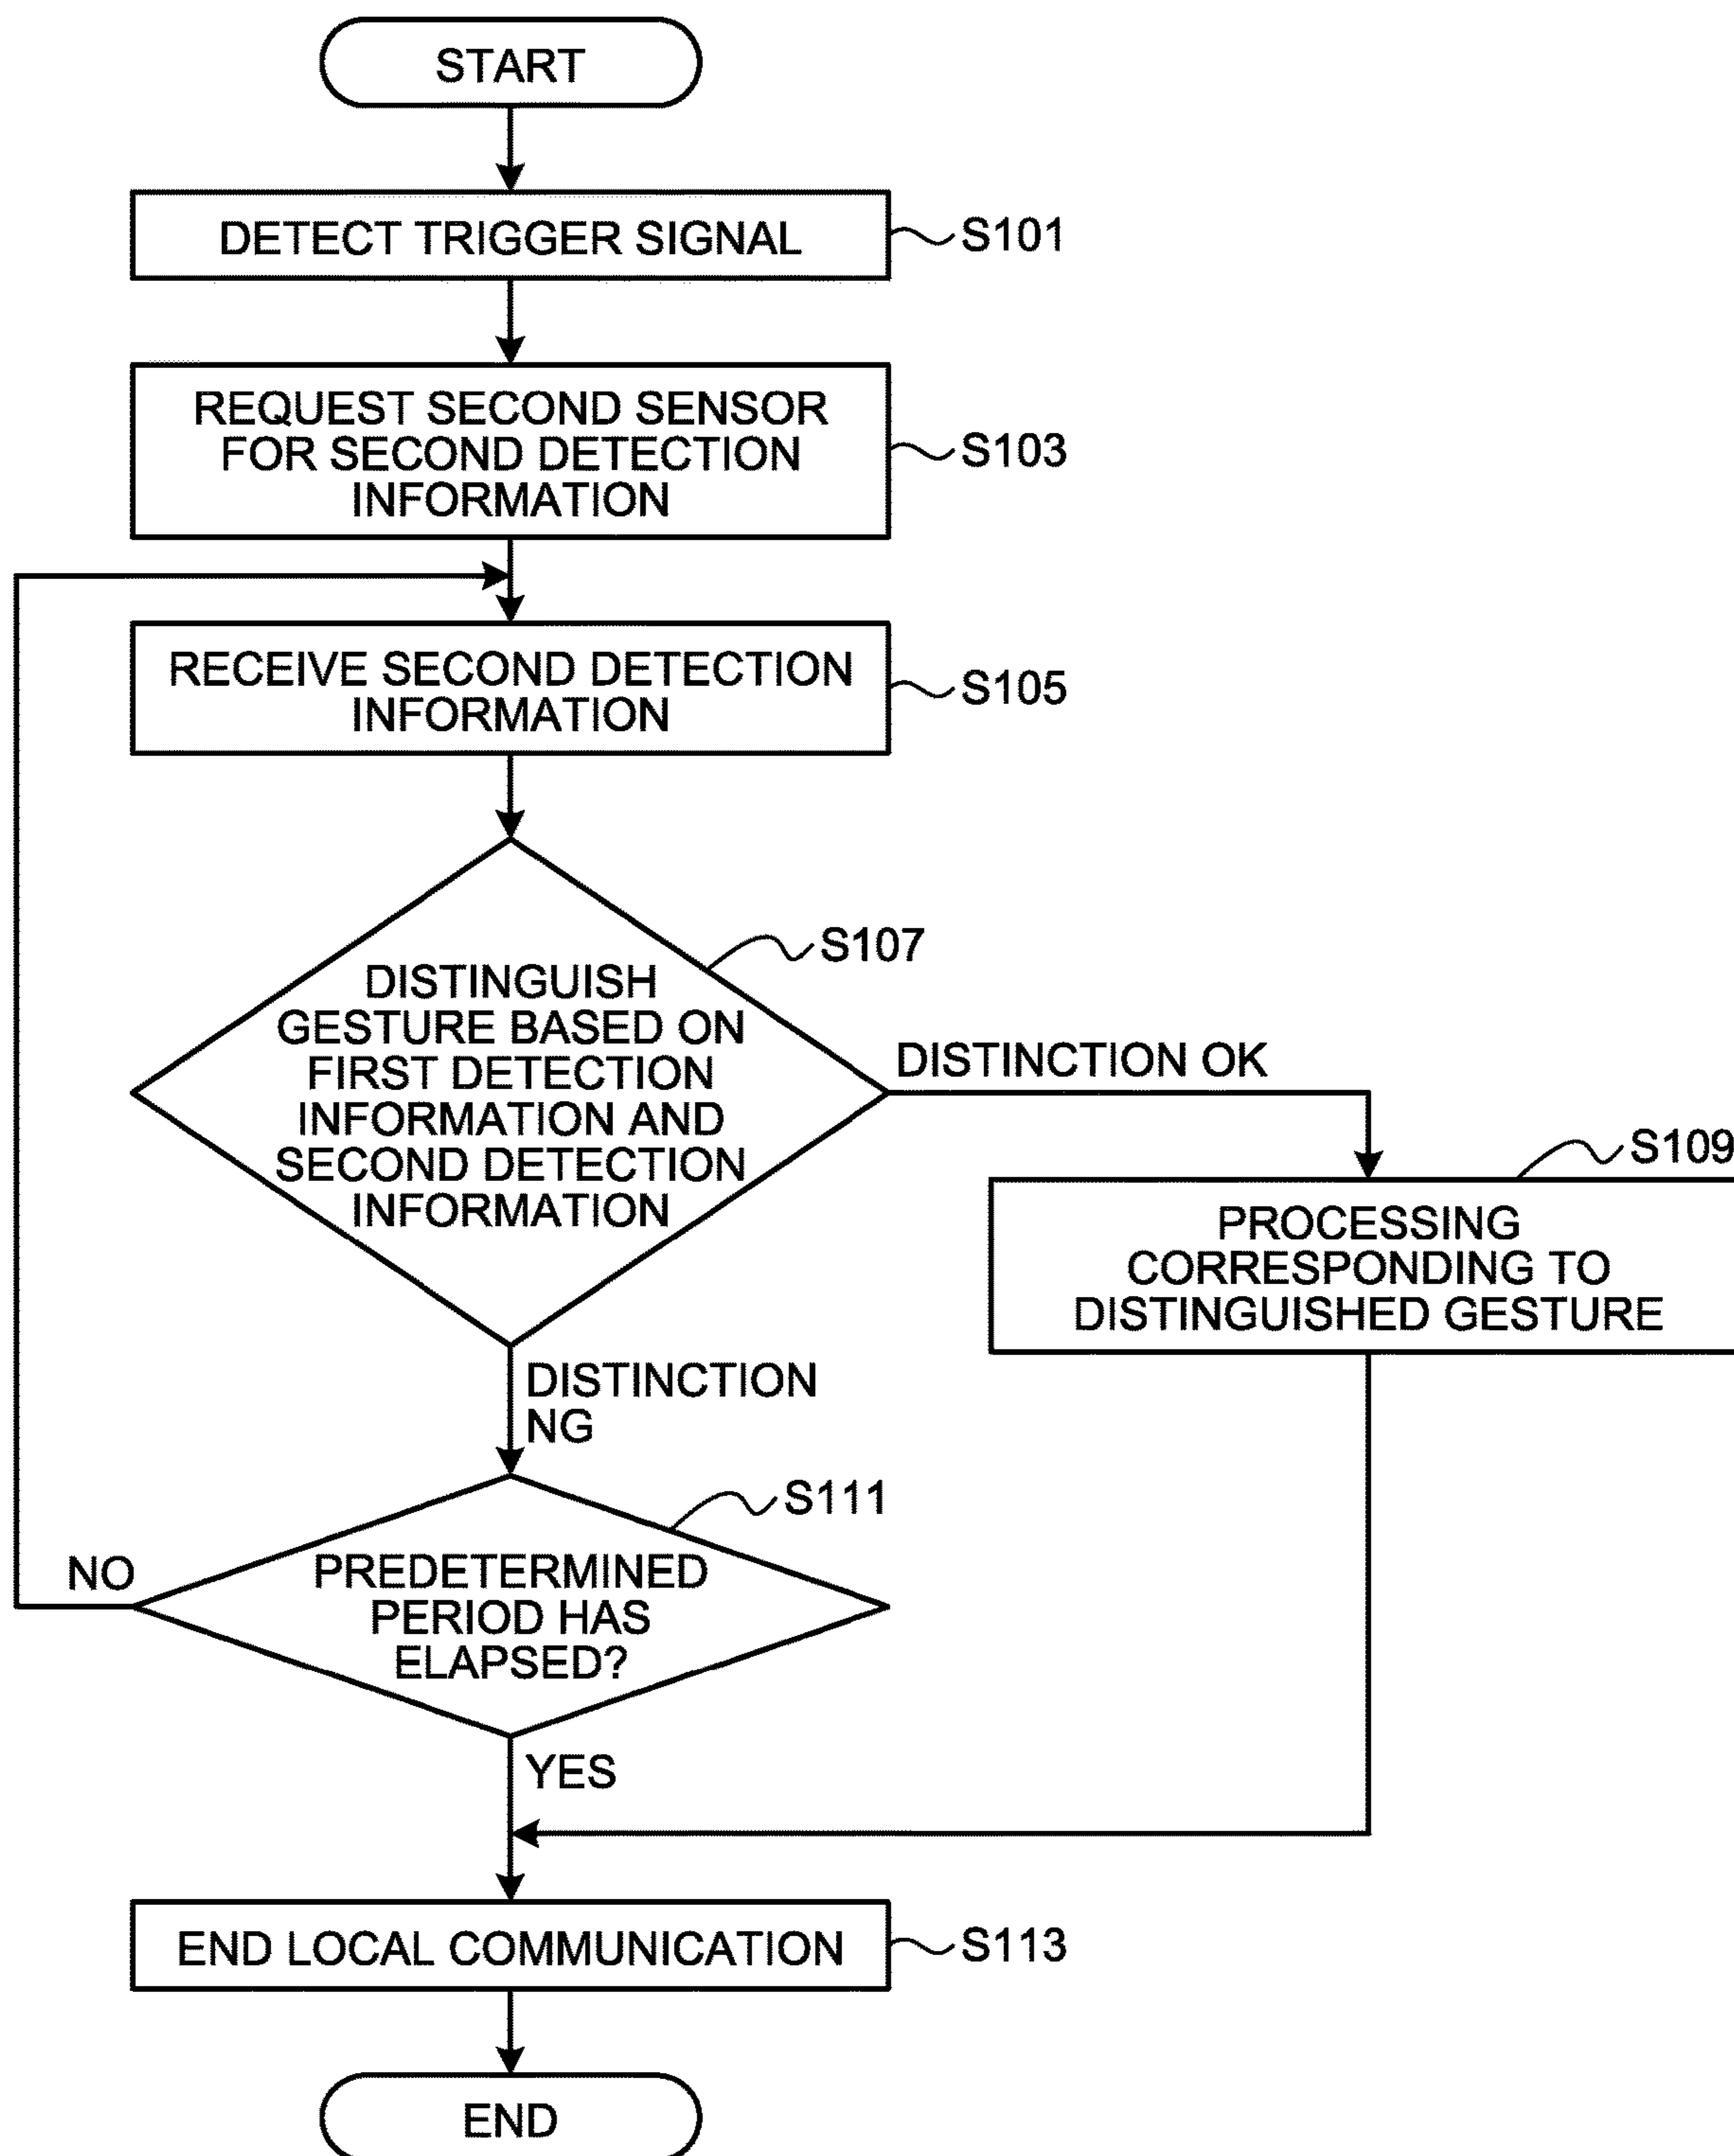 START
DETECT TRIGGER SIGNAL
S101
REQUEST SECOND SENSOR
FOR SECOND DETECTION
INFORMATION
S103
RECEIVE SECOND DETECTION
INFORMATION
S105
S107
DISTINGUISH
GESTURE BASED ON
FIRST DETECTION
INFORMATION AND
SECOND DETECTION
INFORMATION
DISTINCTION OK
S109
PROCESSING
CORRESPONDING TO
DISTINGUISHED GESTURE
DISTINCTION
NG
S111
NO
PREDETERMINED
PERIOD HAS
ELAPSED?
YES
END LOCAL COMMUNICATION
S113
END